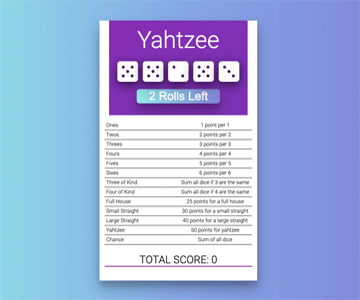 Yahtzee
2 Rolls Left
Ones 1 point per 1
Twos 2 points per 2
Threes 3 points per 3
Fours 4 points per 4
Fives 5 points per 5
Sixes 6 points per 6
Three of Kind Sum all dice if 3 are the same
Four of Kind Sum all dice if 4 are the same
Full House 25 points for a full house
Small Straight 30 points for a small straight
Large Straight 40 points for a large straight
Yahtzee 50 points for yahtzee
Chance Sum of all dice
TOTAL SCORE: 0